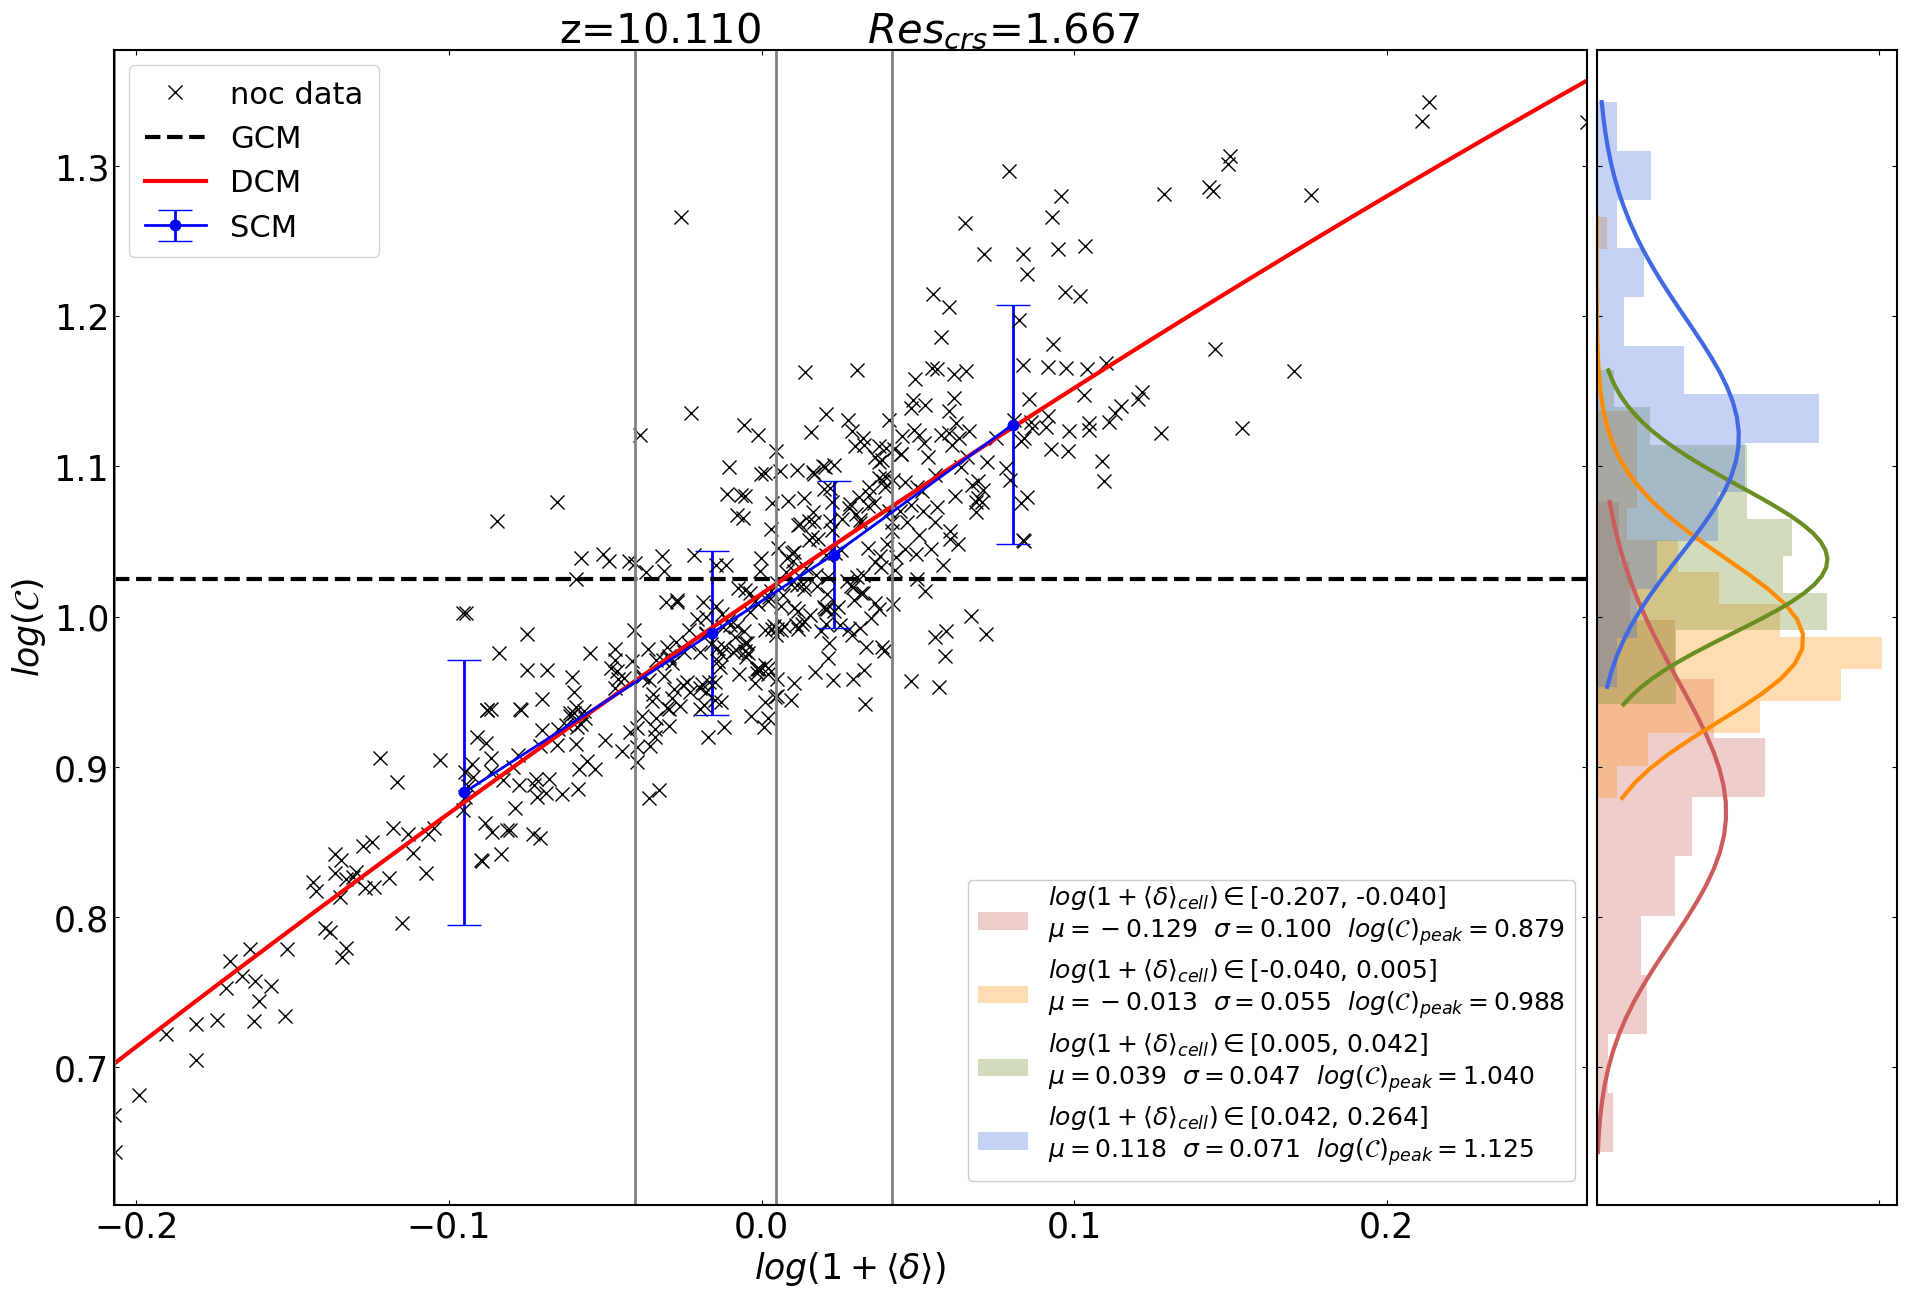 z=10.110 Res_crs=1.667
noc data
GCM
DCM
SCM
1.3
1.2
1.1
1.0
0.9
0.8
0.7
log(𝒞)
log(1 + ⟨δ⟩_cell) ∈ [-0.207, -0.040]
μ = −0.129 σ = 0.100 log(𝒞)_peak = 0.879
log(1 + ⟨δ⟩_cell) ∈ [-0.040, 0.005]
μ = −0.013 σ = 0.055 log(𝒞)_peak = 0.988
log(1 + ⟨δ⟩_cell) ∈ [0.005, 0.042]
μ = 0.039 σ = 0.047 log(𝒞)_peak = 1.040
log(1 + ⟨δ⟩_cell) ∈ [0.042, 0.264]
μ = 0.118 σ = 0.071 log(𝒞)_peak = 1.125
−0.2 −0.1 0.0 0.1 0.2
log(1 + ⟨δ⟩)